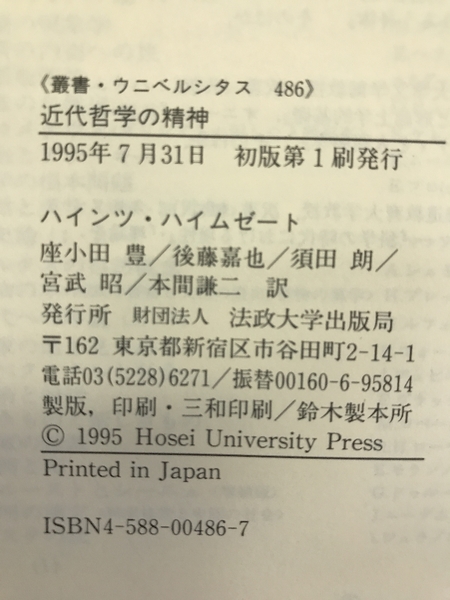 《叢書・ウニベルシタス　486》
近代哲学の精神
1995年7月31日　初版第1刷発行
ハインツ・ハイムゼート
座小田 豊／後藤嘉也／須田 朗／
宮武 昭／本間謙二 訳
発行所　財団法人　法政大学出版局
〒162 東京都新宿区市谷田町2-14-1
電話03(5228)6271／振替00160-6-95814
製版,印刷・三和印刷／鈴木製本所
© 1995 Hosei University Press
Printed in Japan
ISBN4-588-00486-7